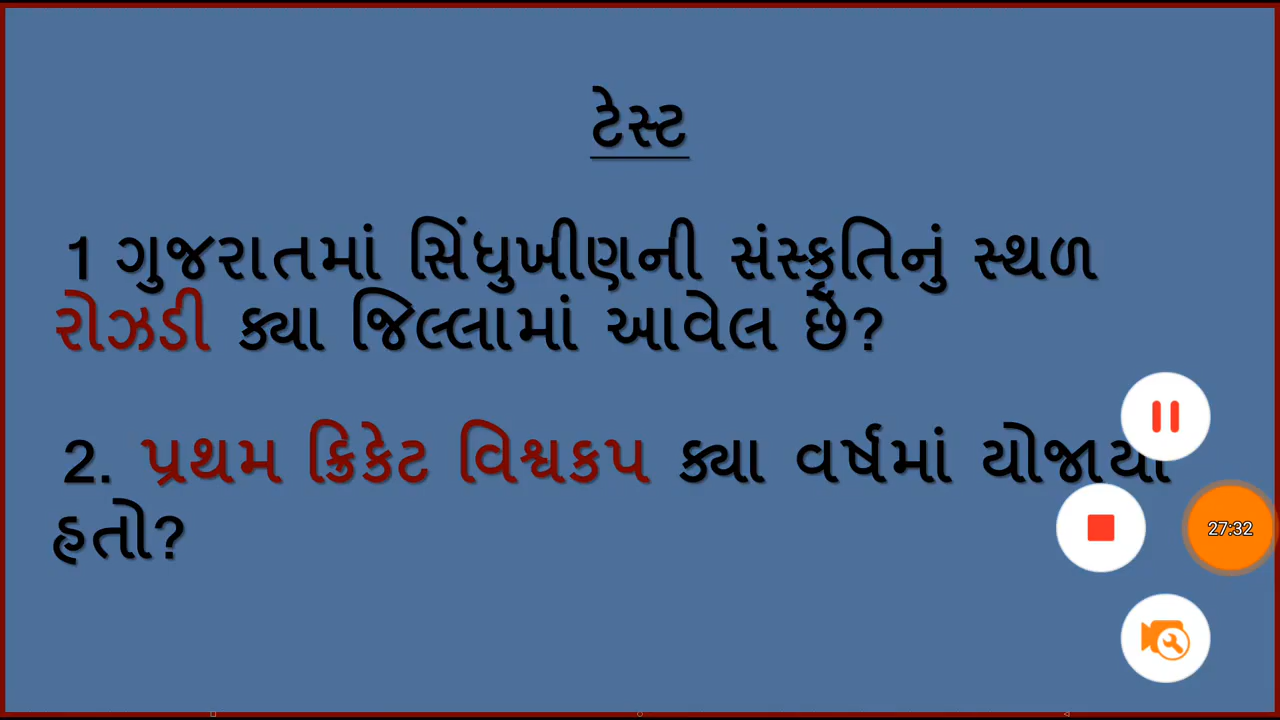 ટેસ્ટ
1 ગુજરાતમાં સિંધુખીણની સંસ્કૃતિનું સ્થળ
રોઝડી ક્યા જિલ્લામાં આવેલ છે?
2. પ્રથમ ક્રિકેટ વિશ્વકપ ક્યા વર્ષમાં યોજાયો
હતો?
27:32